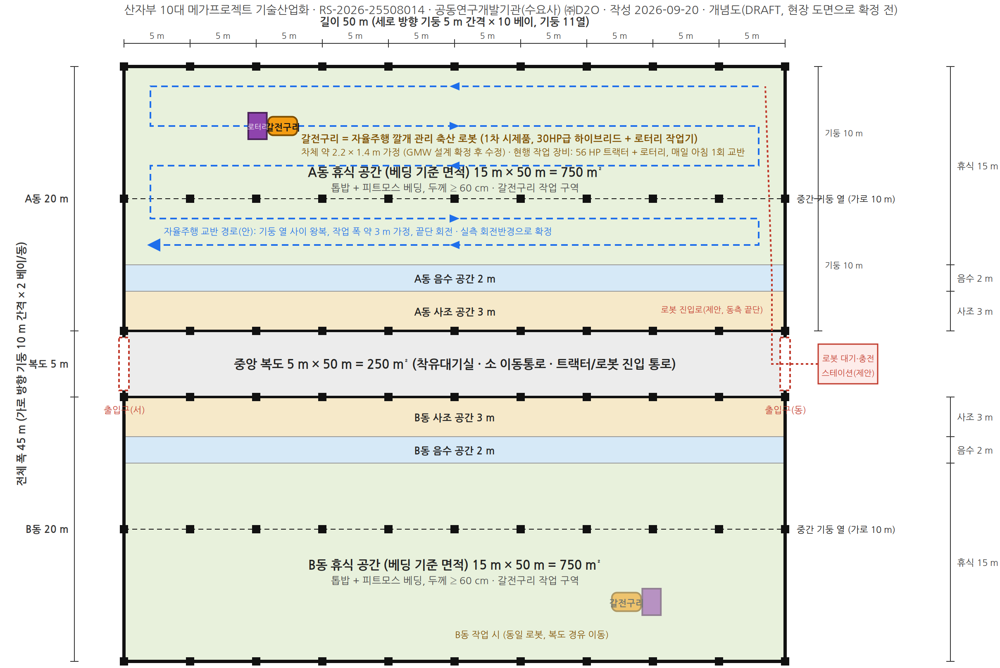 산자부 10대 메가프로젝트 기술산업화 · RS-2026-25508014 · 공동연구개발기관(수요사) ㈜D2O · 작성 2026-09-20 · 개념도(DRAFT, 현장 도면으로 확정 전)
길이 50 m (세로 방향 기둥 5 m 간격 × 10 베이, 기둥 11열)
5 m 5 m 5 m 5 m 5 m 5 m 5 m 5 m 5 m 5 m
로터리 갈전구리
기둥 10 m
갈전구리 = 자율주행 깔개 관리 축산 로봇 (1차 시제품, 30HP급 하이브리드 + 로터리 작업기)
차체 약 2.2 × 1.4 m 가정 (GMW 설계 확정 후 수정) · 현행 작업 장비: 56 HP 트랙터 + 로터리, 매일 아침 1회 교반
휴식 15 m
A동 휴식 공간 (베딩 기준 면적) 15 m × 50 m = 750 m²
톱밥 + 피트모스 베딩, 두께 ≥ 60 cm · 갈전구리 작업 구역
A동 20 m
중간 기둥 열 (가로 10 m)
자율주행 교반 경로(안): 기둥 열 사이 왕복, 작업 폭 약 3 m 가정, 끝단 회전 · 실측 회전반경으로 확정
기둥 10 m
A동 음수 공간 2 m
음수 2 m
A동 사조 공간 3 m
로봇 진입로(제안, 동측 끝단)
사조 3 m
전체 폭 45 m (가로 방향 기둥 10 m 간격 × 2 베이/동)
복도 5 m
중앙 복도 5 m × 50 m = 250 m² (착유대기실 · 소 이동통로 · 트랙터/로봇 진입 통로)
로봇 대기·충전
스테이션(제안)
출입구(서)
출입구(동)
B동 사조 공간 3 m
사조 3 m
B동 음수 공간 2 m
음수 2 m
B동 20 m
중간 기둥 열 (가로 10 m)
B동 휴식 공간 (베딩 기준 면적) 15 m × 50 m = 750 m²
휴식 15 m
톱밥 + 피트모스 베딩, 두께 ≥ 60 cm · 갈전구리 작업 구역
갈전구리
B동 작업 시 (동일 로봇, 복도 경유 이동)